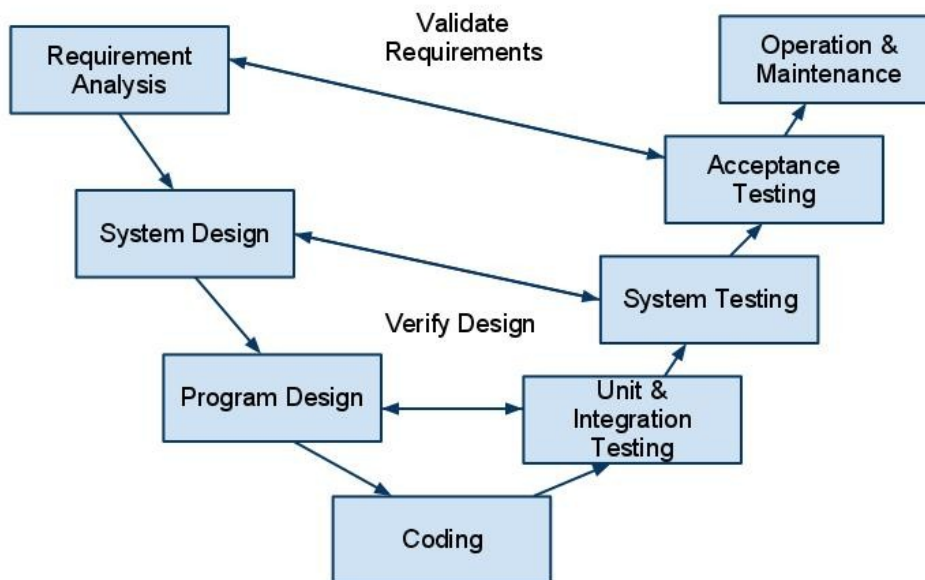 Requirement
Analysis
Validate
Requirements
Operation &
Maintenance
Acceptance
Testing
System Design
System Testing
Verify Design
Program Design
Unit &
Integration
Testing
Coding